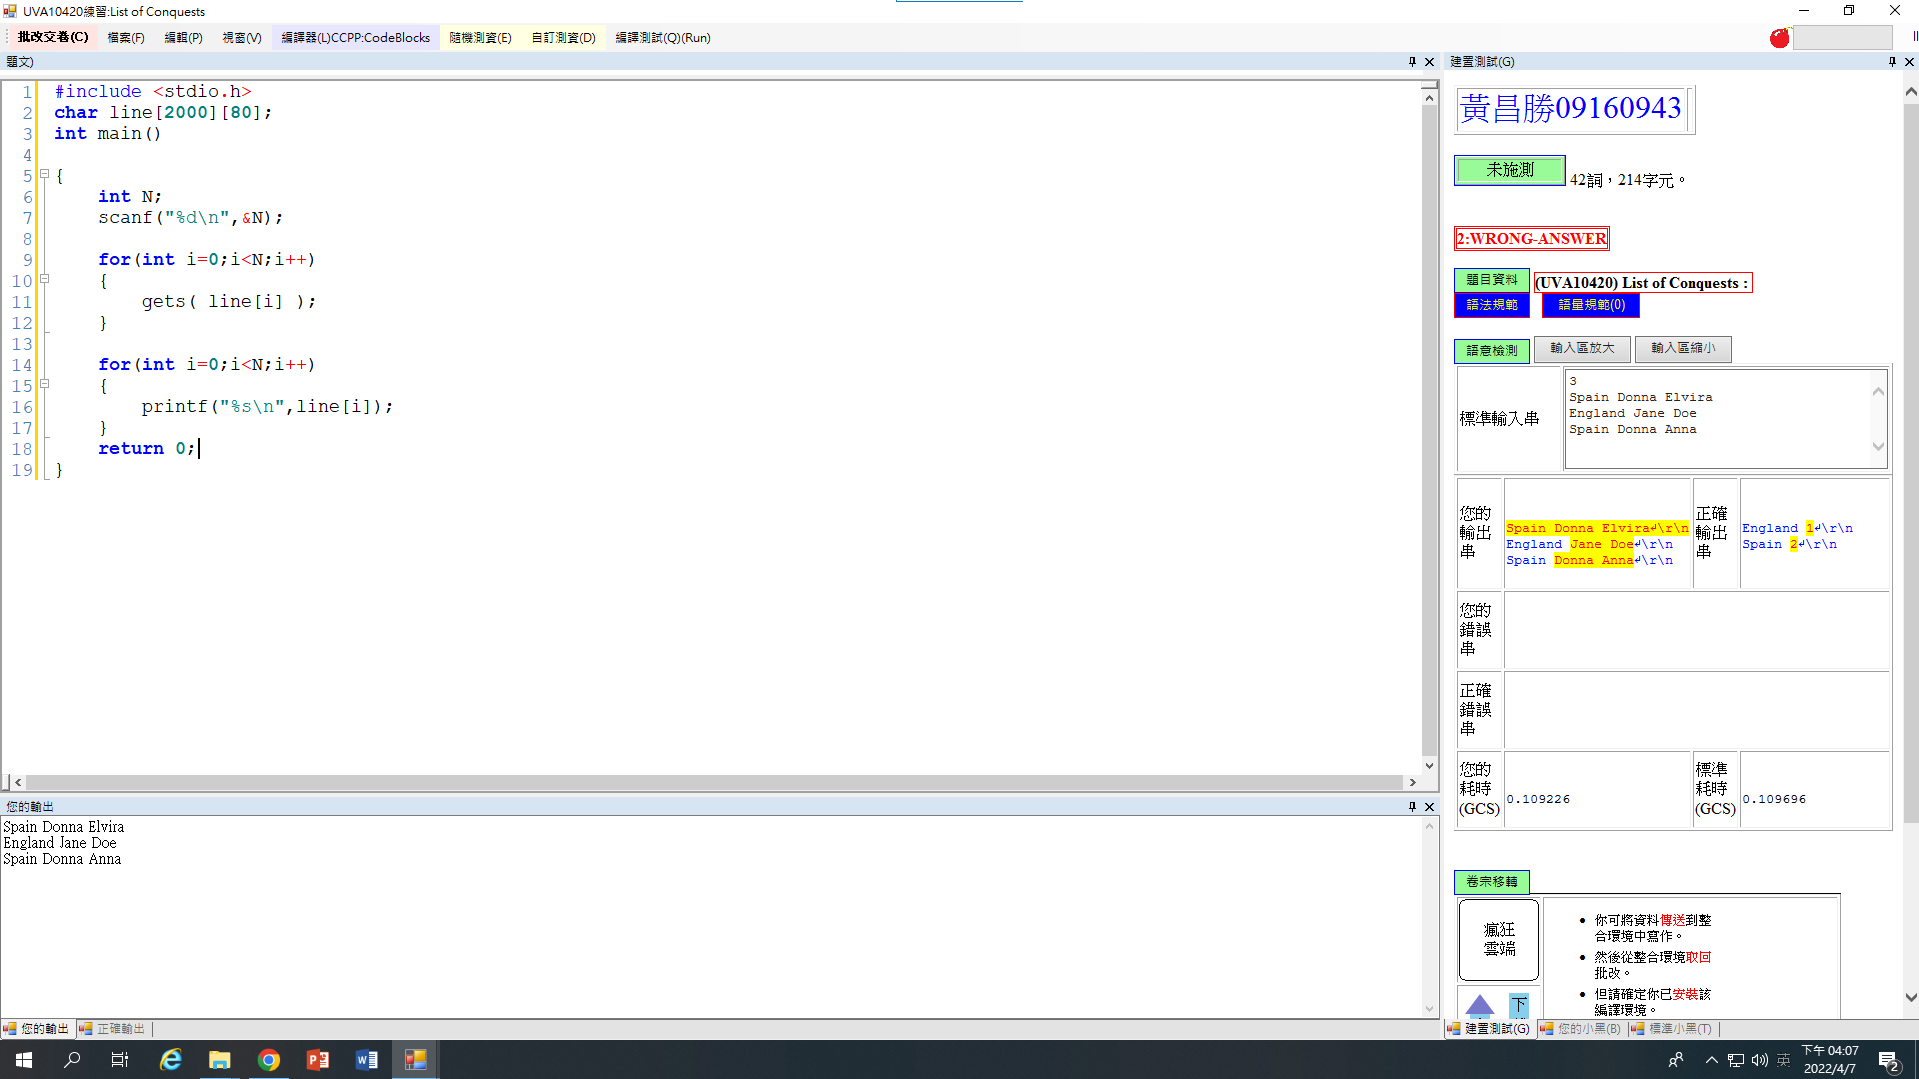 UVA10420練習:List of Conquests
批改交卷(C) 檔案(F) 編輯(P) 視窗(V) 編譯器(L)CCPP:CodeBlocks 隨機測資(E) 自訂測資(D) 編譯測試(Q)(Run)
題文)
1 #include <stdio.h>
2 char line[2000][80];
3 int main()
4
5 {
6 int N;
7 scanf("%d\n",&N);
8
9 for(int i=0;i<N;i++)
10 {
11 gets( line[i] );
12 }
13
14 for(int i=0;i<N;i++)
15 {
16 printf("%s\n",line[i]);
17 }
18 return 0;
19 }
您的輸出
Spain Donna Elvira
England Jane Doe
Spain Donna Anna
您的輸出 正確輸出
建置測試(G)
黃昌勝09160943
未施測 42詞，214字元。
2:WRONG-ANSWER
題目資料 (UVA10420) List of Conquests :
語法規範 語量規範(0)
語意檢測 輸入區放大 輸入區縮小
標準輸入串
3
Spain Donna Elvira
England Jane Doe
Spain Donna Anna
您的輸出串
Spain Donna Elvira↲\r\n
England Jane Doe↲\r\n
Spain Donna Anna↲\r\n
正確輸出串
England 1↲\r\n
Spain 2↲\r\n
您的錯誤串
正確錯誤串
您的耗時(GCS) 0.109226 標準耗時(GCS) 0.109696
卷宗移轉
瘋狂
雲端
下
• 你可將資料傳送到整
合環境中寫作。
• 然後從整合環境取回
批改。
• 但請確定你已安裝該
編譯環境。
建置測試(G) 您的小黑(B) 標準小黑(T)
英 下午 04:07
2022/4/7
2